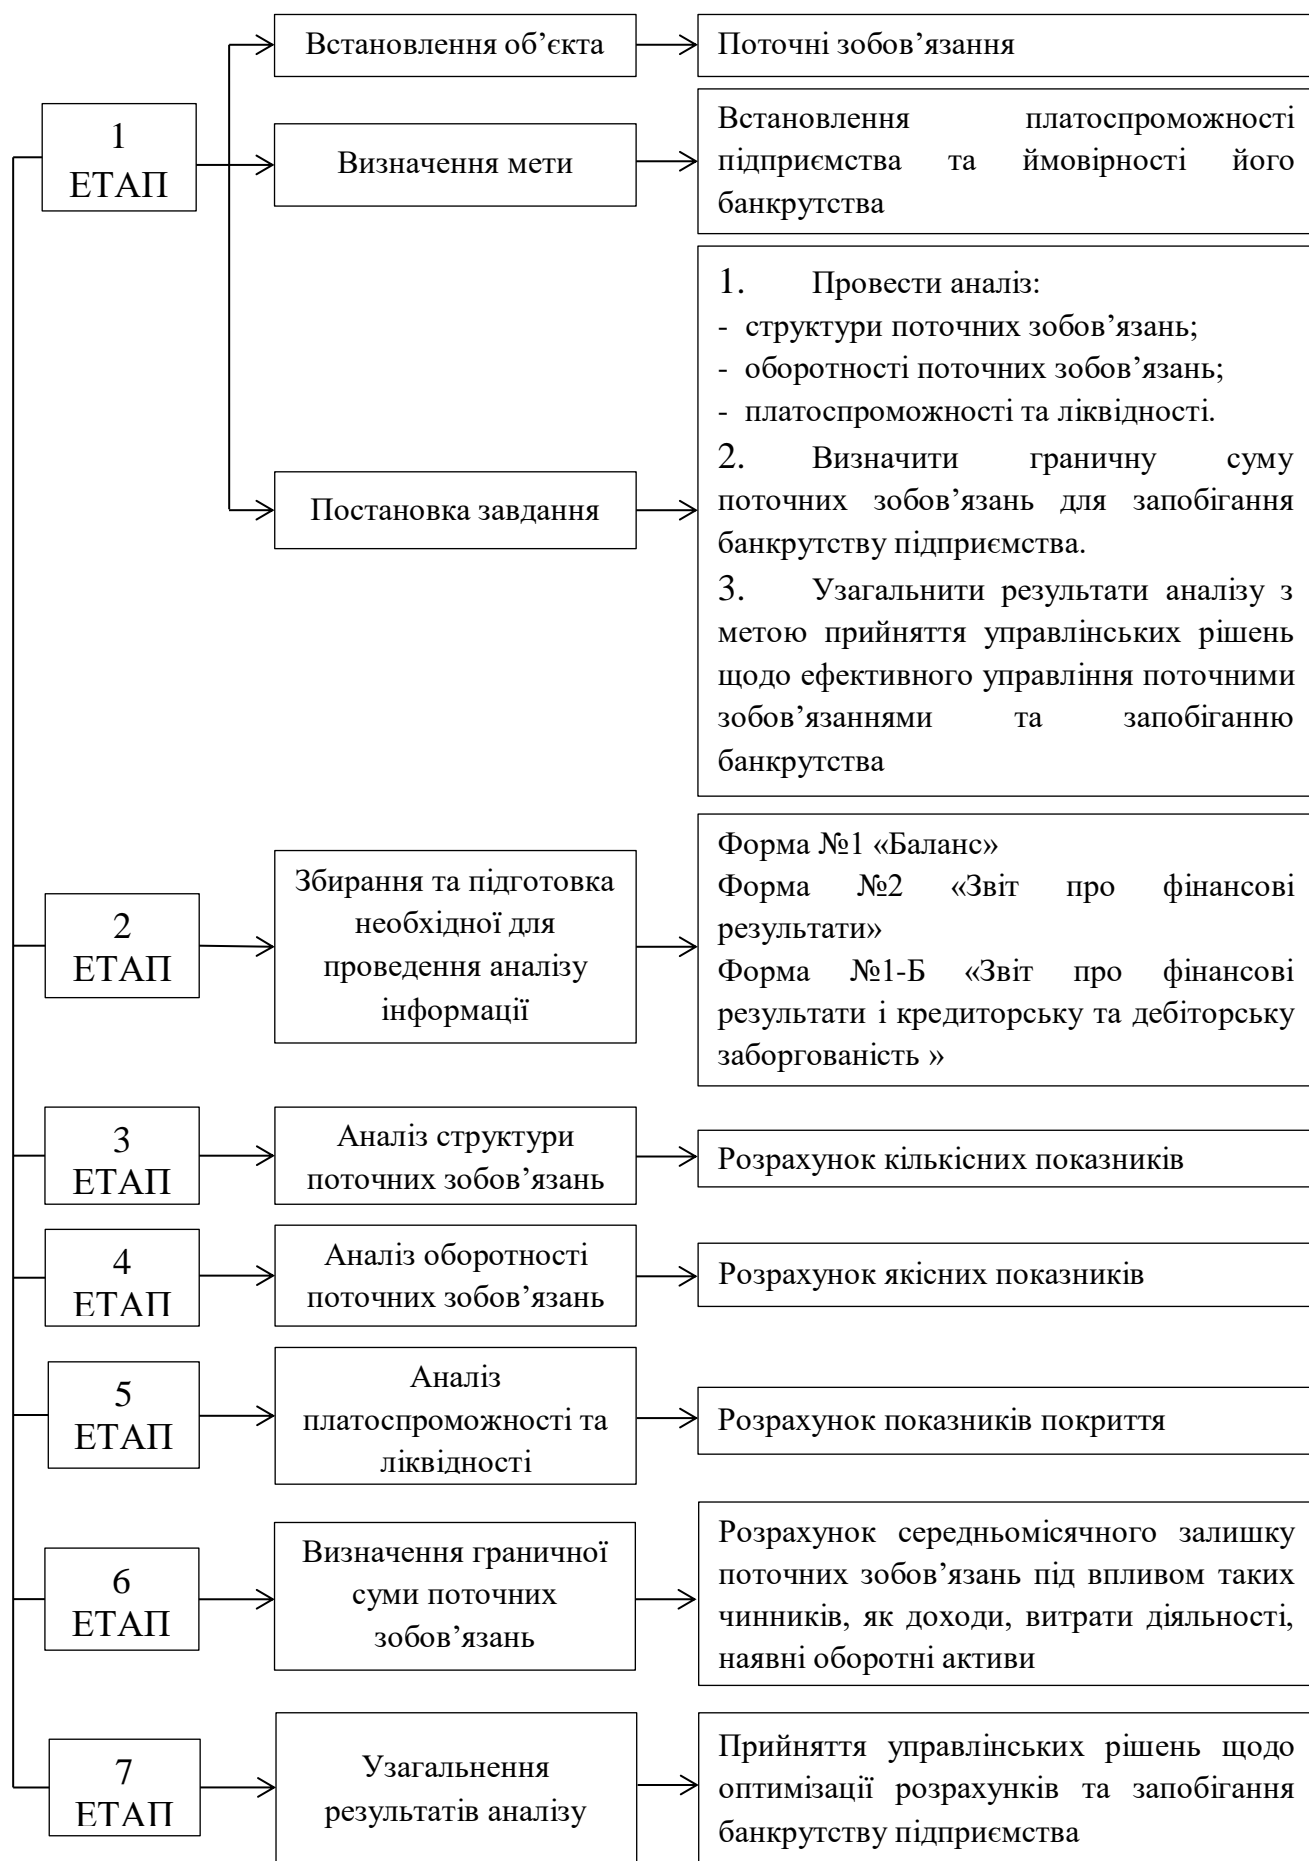 1
ЕТАП
Встановлення об’єкта
Поточні зобов’язання
Визначення мети
Встановлення платоспроможності
підприємства та ймовірності його
банкрутства
Постановка завдання
1. Провести аналіз:
- структури поточних зобов’язань;
- оборотності поточних зобов’язань;
- платоспроможності та ліквідності.
2. Визначити граничну суму
поточних зобов’язань для запобігання
банкрутству підприємства.
3. Узагальнити результати аналізу з
метою прийняття управлінських рішень
щодо ефективного управління поточними
зобов’язаннями та запобіганню
банкрутства
2
ЕТАП
Збирання та підготовка
необхідної для
проведення аналізу
інформації
Форма №1 «Баланс»
Форма №2 «Звіт про фінансові
результати»
Форма №1-Б «Звіт про фінансові
результати і кредиторську та дебіторську
заборгованість »
3
ЕТАП
Аналіз структури
поточних зобов’язань
Розрахунок кількісних показників
4
ЕТАП
Аналіз оборотності
поточних зобов’язань
Розрахунок якісних показників
5
ЕТАП
Аналіз
платоспроможності та
ліквідності
Розрахунок показників покриття
6
ЕТАП
Визначення граничної
суми поточних
зобов’язань
Розрахунок середньомісячного залишку
поточних зобов’язань під впливом таких
чинників, як доходи, витрати діяльності,
наявні оборотні активи
7
ЕТАП
Узагальнення
результатів аналізу
Прийняття управлінських рішень щодо
оптимізації розрахунків та запобігання
банкрутству підприємства